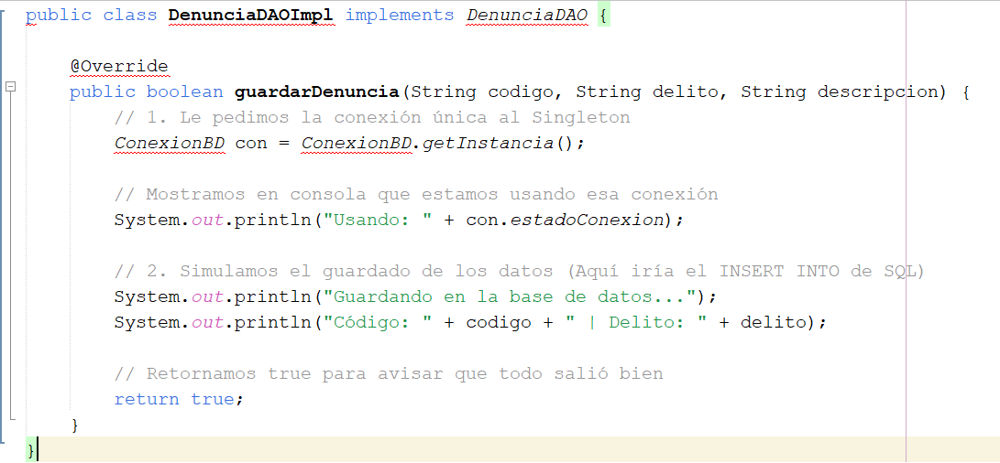 public class DenunciaDAOImpl implements DenunciaDAO {
@Override
public boolean guardarDenuncia(String codigo, String delito, String descripcion) {
// 1. Le pedimos la conexión única al Singleton
ConexionBD con = ConexionBD.getInstancia();
// Mostramos en consola que estamos usando esa conexión
System.out.println("Usando: " + con.estadoConexion);
// 2. Simulamos el guardado de los datos (Aquí iría el INSERT INTO de SQL)
System.out.println("Guardando en la base de datos...");
System.out.println("Código: " + codigo + " | Delito: " + delito);
// Retornamos true para avisar que todo salió bien
return true;
}
}